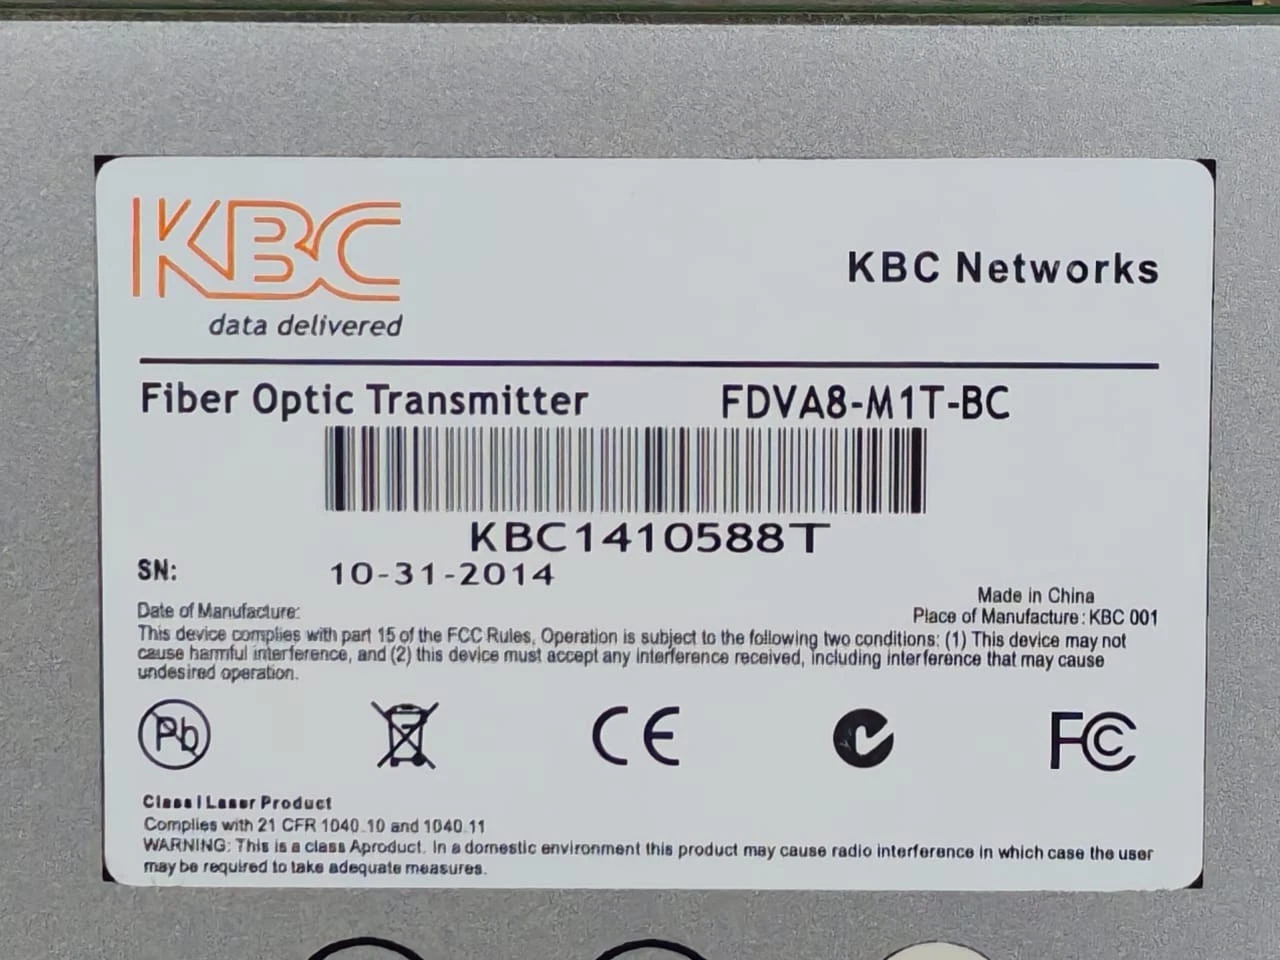 KBC
data delivered
KBC Networks
Fiber Optic Transmitter FDVA8-M1T-BC
KBC1410588T
SN: 10-31-2014
Made in China
Date of Manufacture: Place of Manufacture: KBC 001
This device complies with part 15 of the FCC Rules, Operation is subject to the following two conditions: (1) This device may not
cause harmful interference, and (2) this device must accept any interference received, including interference that may cause
undesired operation.
Pb CE FC
Class I Laser Product
Complies with 21 CFR 1040.10 and 1040.11
WARNING: This is a class Aproduct. In a domestic environment this product may cause radio interference in which case the user
may be required to take adequate measures.